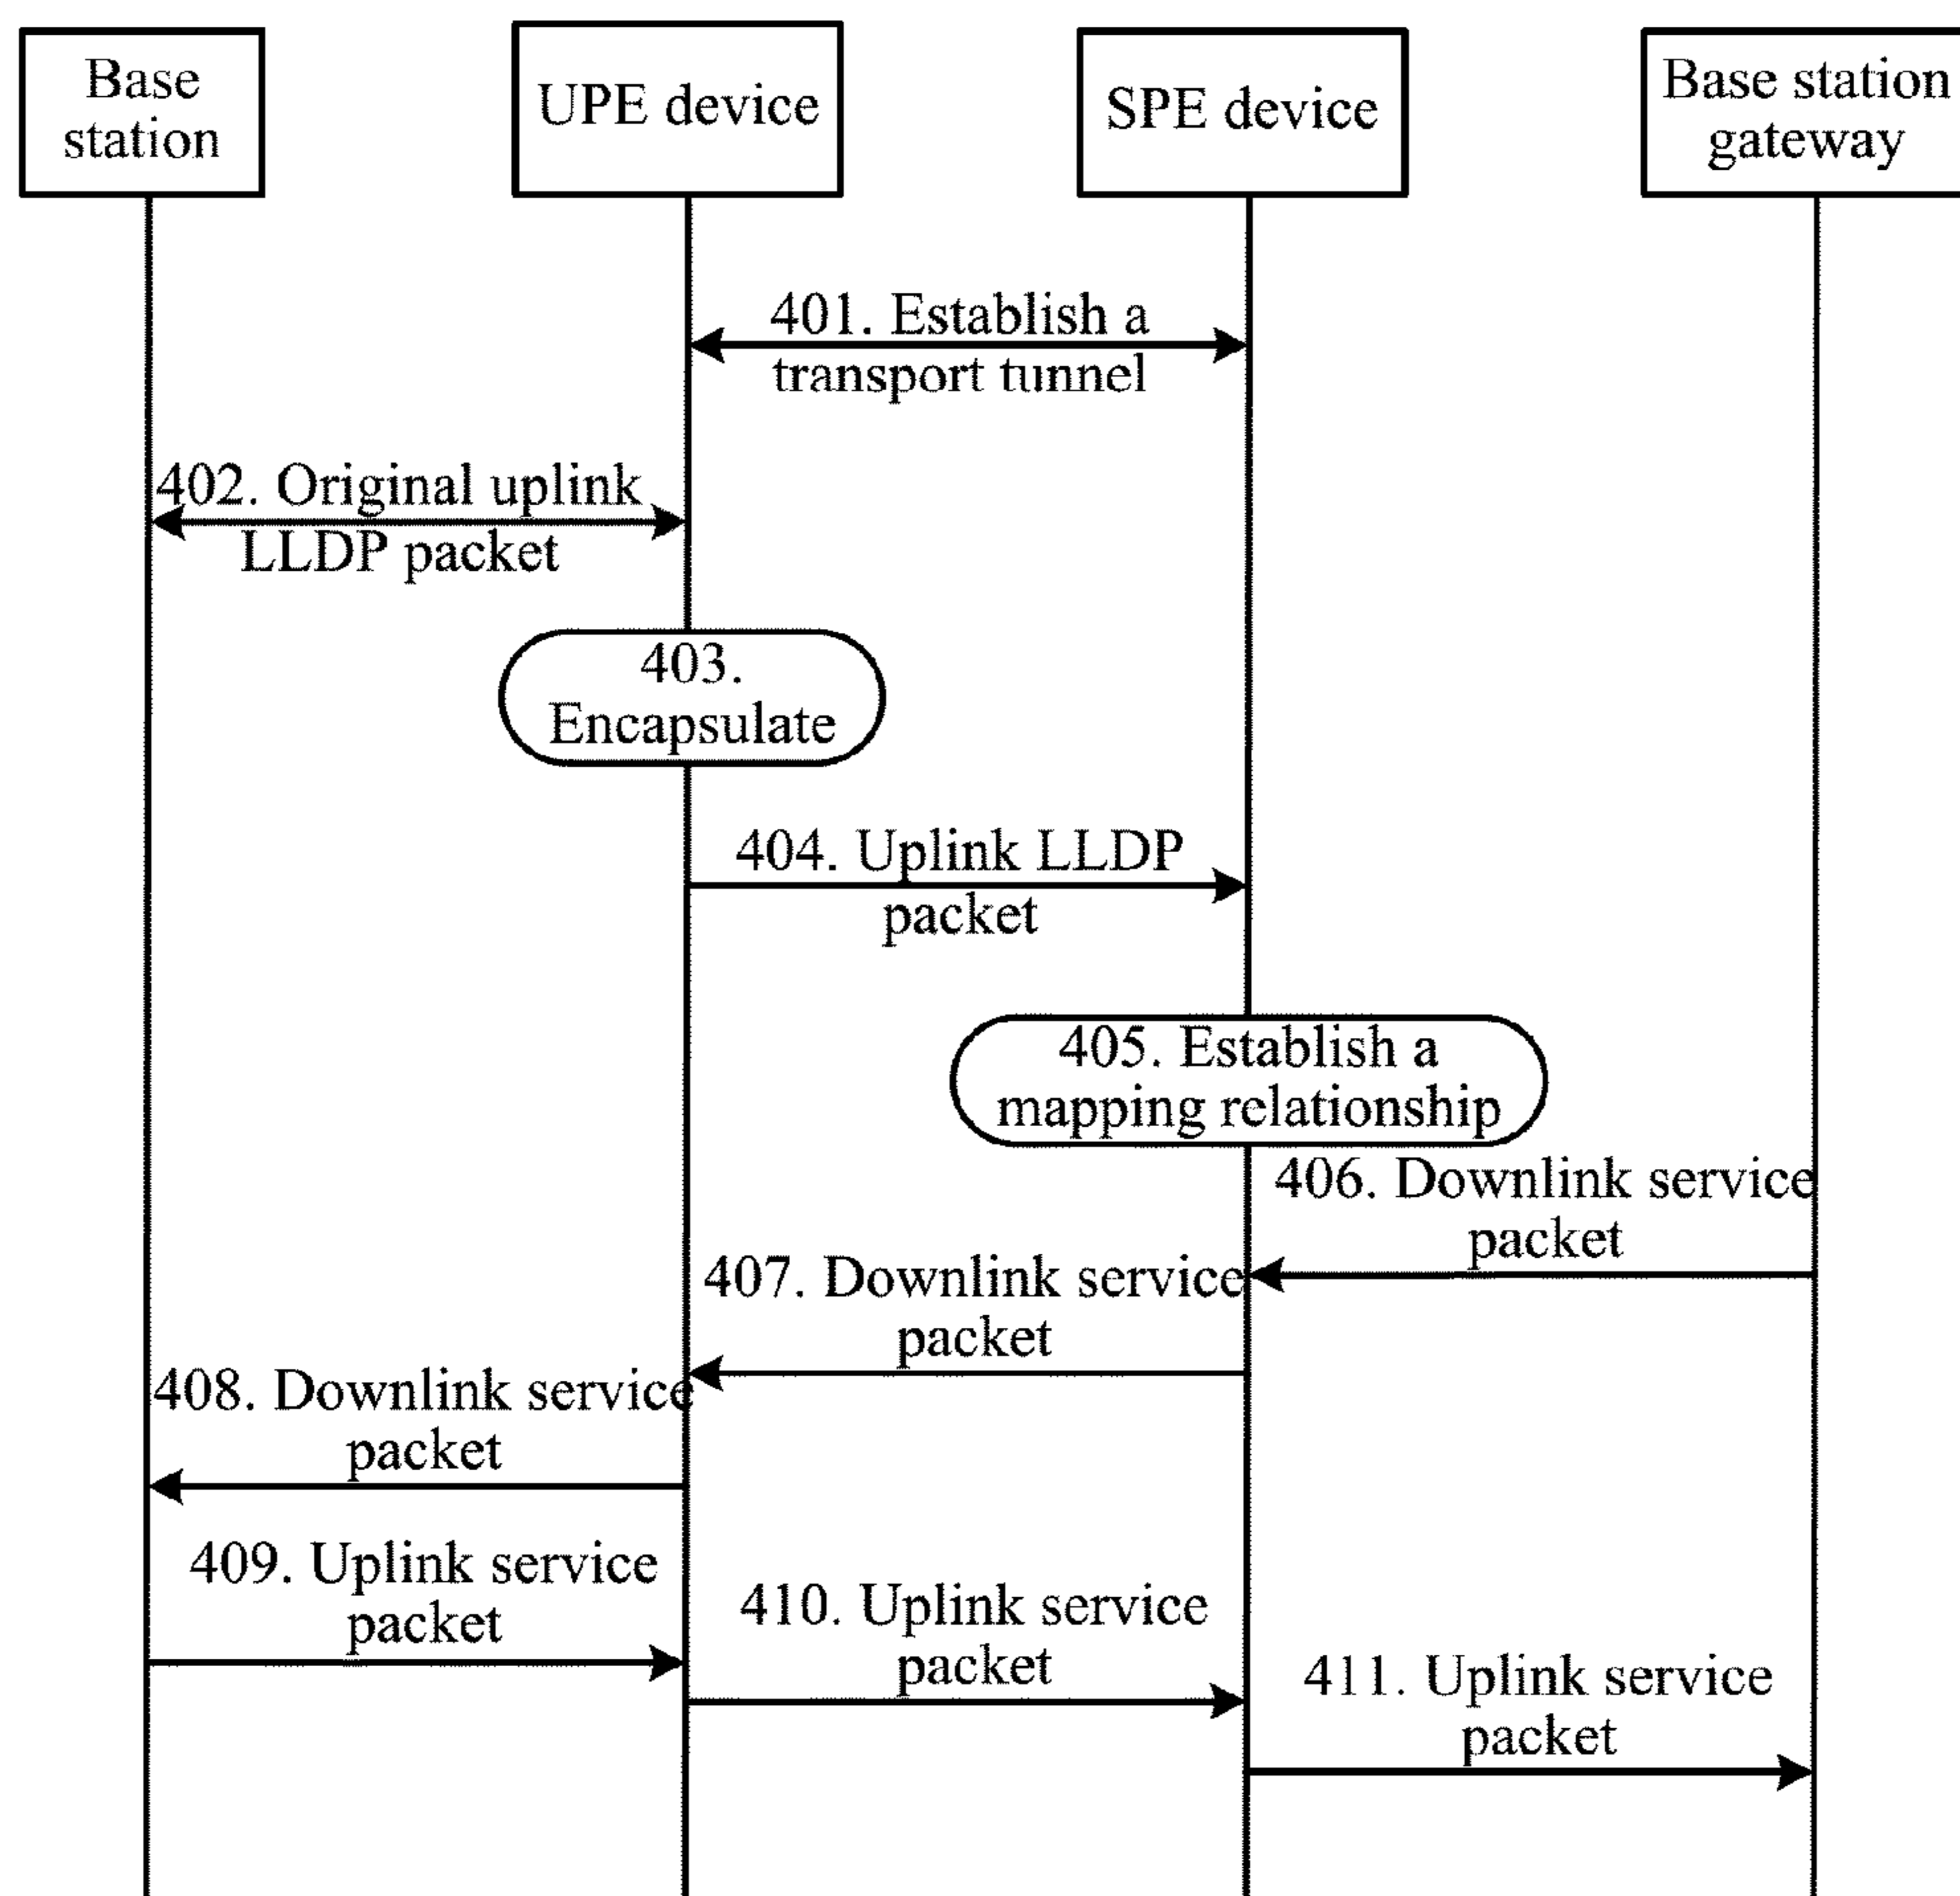 Base
station
UPE device
SPE device
Base station
gateway
401. Establish a
transport tunnel
402. Original uplink
LLDP packet
403.
Encapsulate
404. Uplink LLDP
packet
405. Establish a
mapping relationship
406. Downlink service
packet
407. Downlink service
packet
408. Downlink service
packet
409. Uplink service
packet
410. Uplink service
packet
411. Uplink service
packet